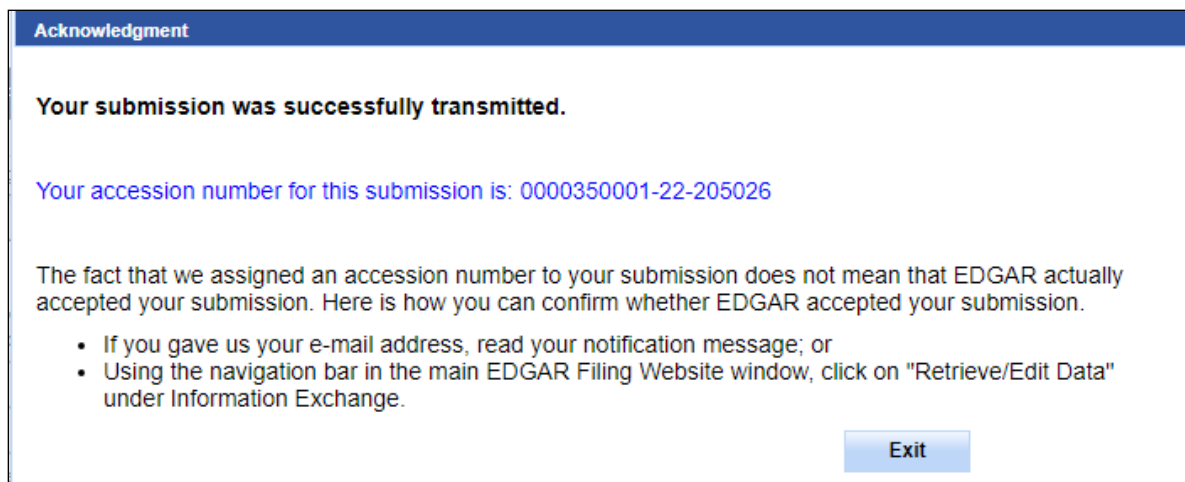 Acknowledgment
Your submission was successfully transmitted.
Your accession number for this submission is: 0000350001-22-205026
The fact that we assigned an accession number to your submission does not mean that EDGAR actually
accepted your submission. Here is how you can confirm whether EDGAR accepted your submission.
• If you gave us your e-mail address, read your notification message; or
• Using the navigation bar in the main EDGAR Filing Website window, click on "Retrieve/Edit Data"
under Information Exchange.
Exit